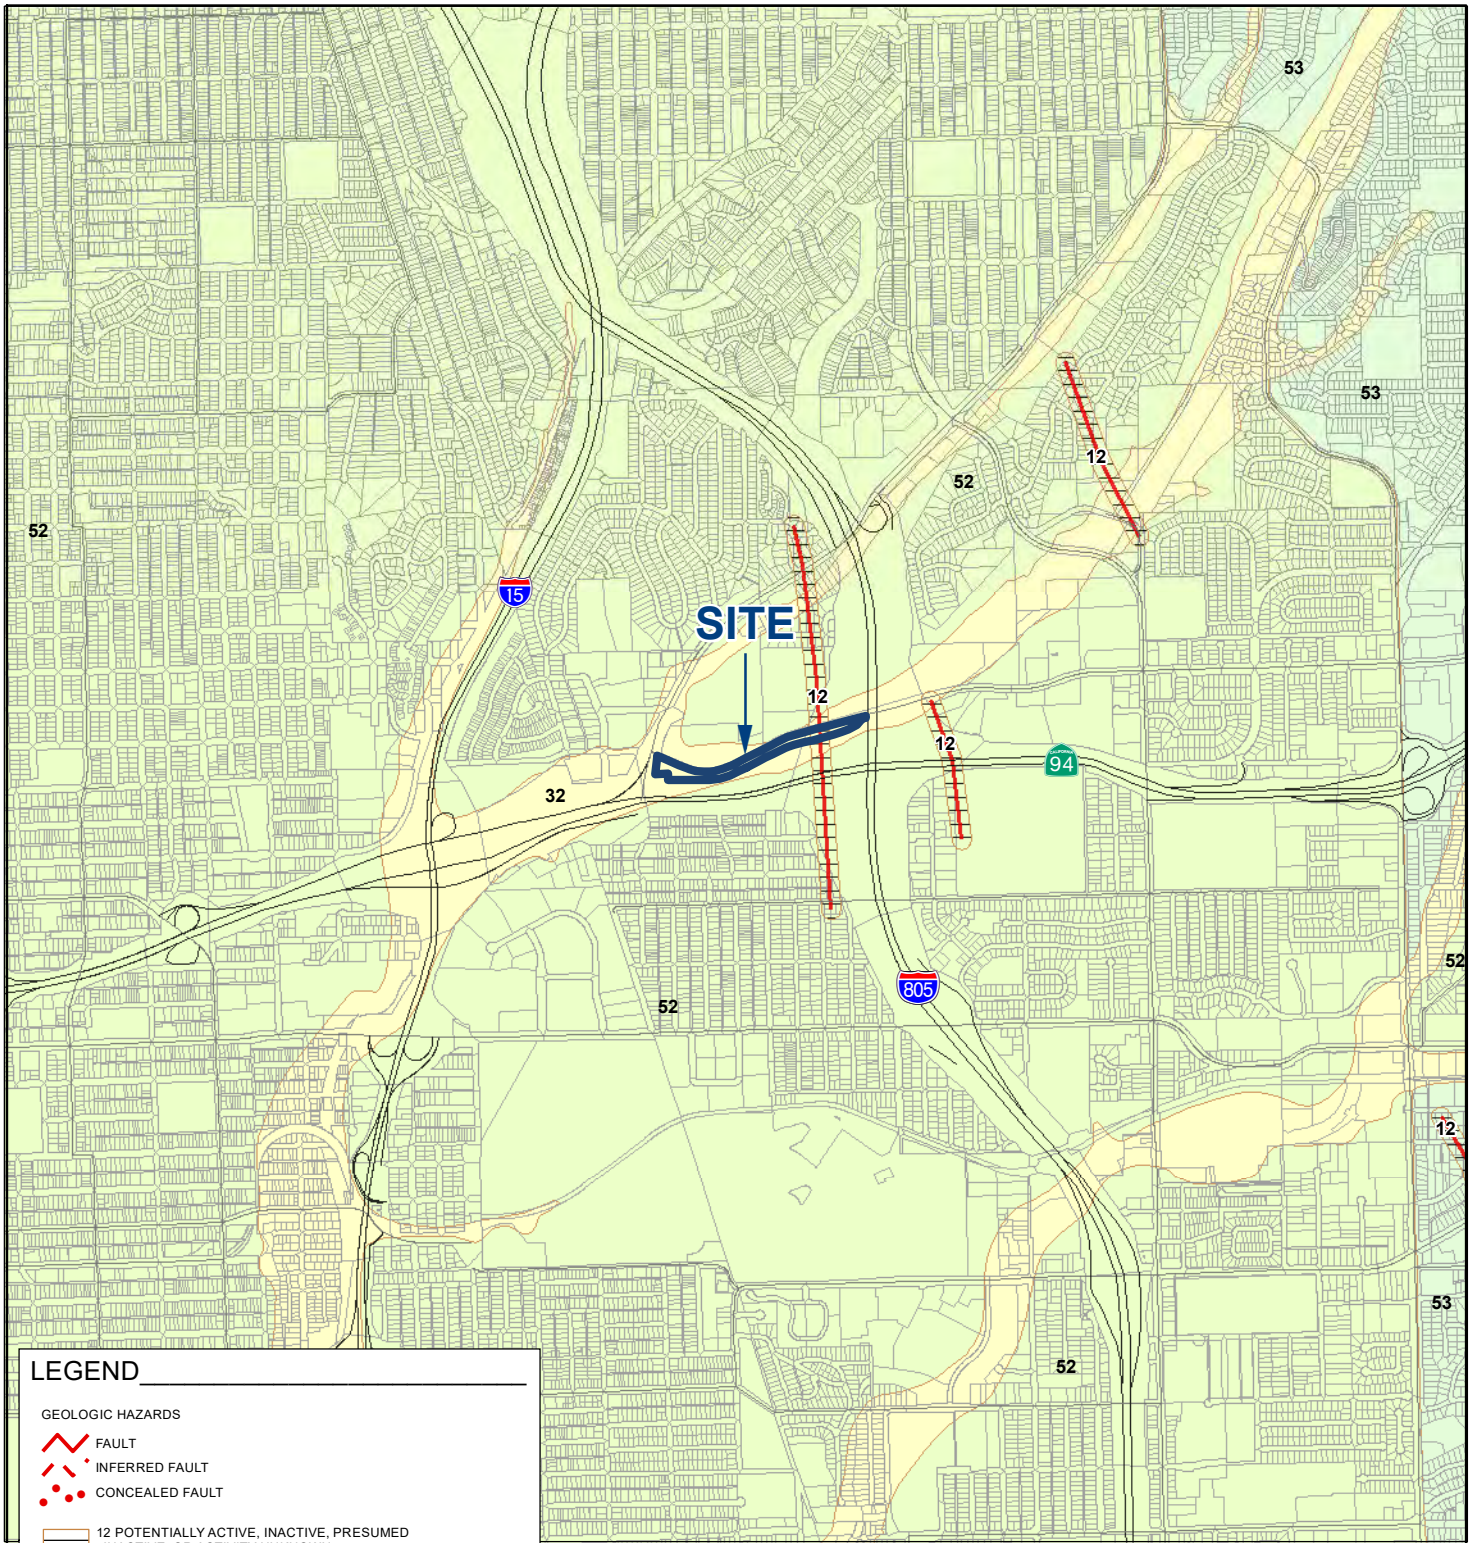 53
53
12
52
52
15
SITE
12
12
CALIFORNIA
94
32
52
805
52
12
53
52
LEGEND
GEOLOGIC HAZARDS
FAULT
INFERRED FAULT
CONCEALED FAULT
12 POTENTIALLY ACTIVE, INACTIVE, PRESUMED